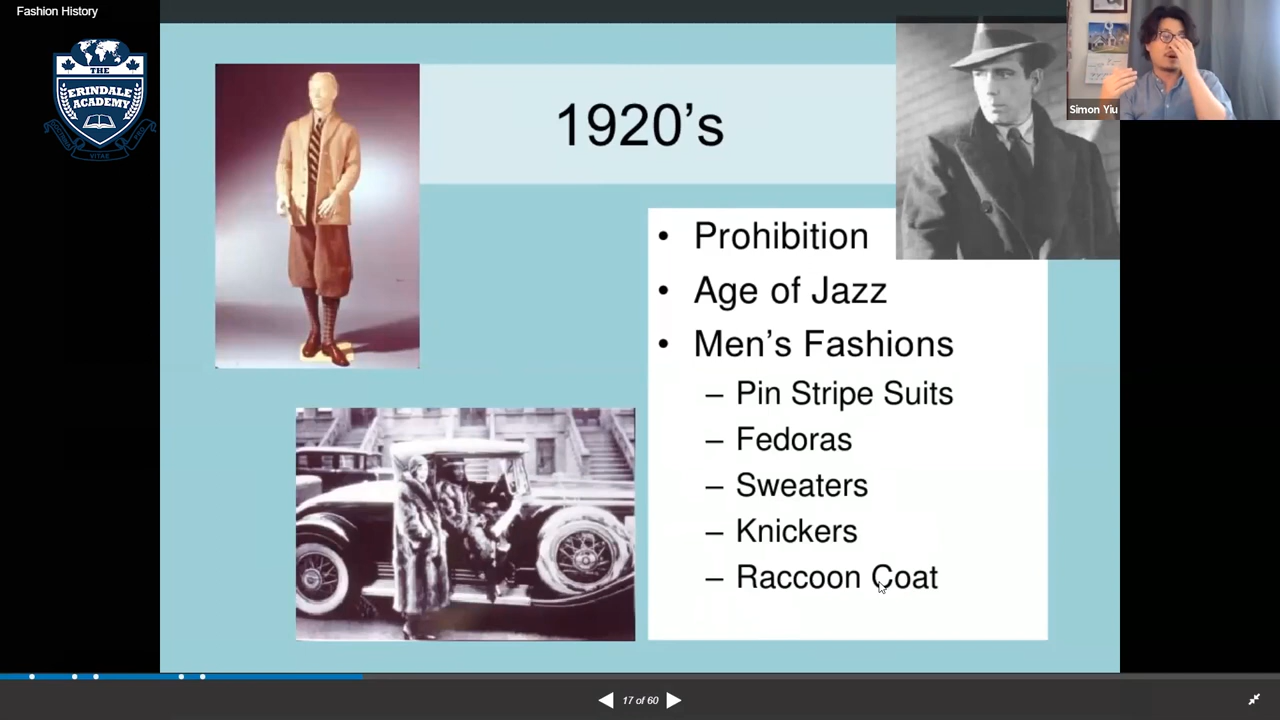 Fashion History
THE
ERINDALE
ACADEMY
VITAE
1920’s
Simon Yiu
• Prohibition
• Age of Jazz
• Men’s Fashions
– Pin Stripe Suits
– Fedoras
– Sweaters
– Knickers
– Raccoon Coat
17 of 60